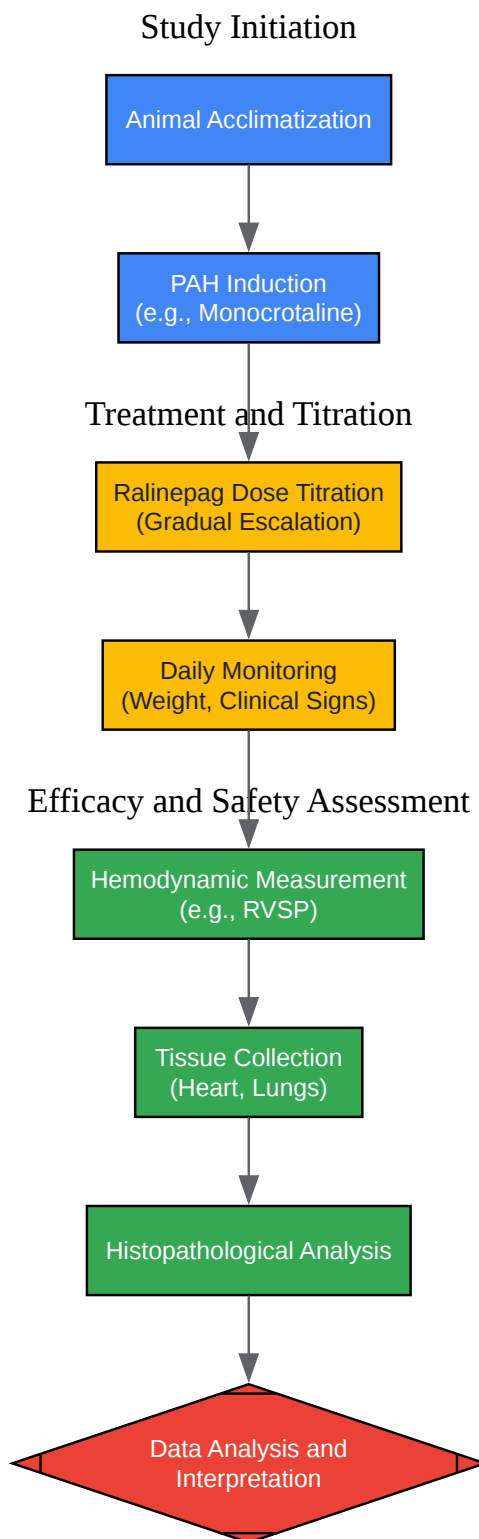 Study Initiation
Animal Acclimatization
PAH Induction
(e.g., Monocrotaline)
Treatment and Titration
Ralinepag Dose Titration
(Gradual Escalation)
Daily Monitoring
(Weight, Clinical Signs)
Efficacy and Safety Assessment
Hemodynamic Measurement
(e.g., RVSP)
Tissue Collection
(Heart, Lungs)
Histopathological Analysis
Data Analysis and
Interpretation